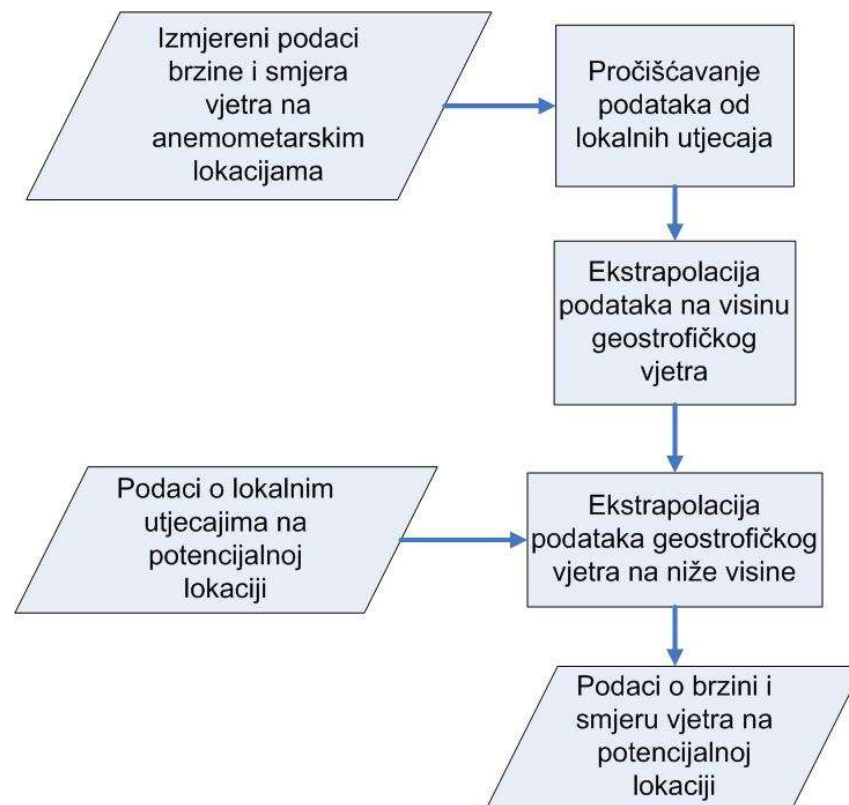 Izmjereni podaci
brzine i smjera
vjetra na
anemometarskim
lokacijama
Pročišćavanje
podataka od
lokalnih utjecaja
Ekstrapolacija
podataka na visinu
geostrofičkog
vjetra
Podaci o lokalnim
utjecajima na
potencijalnoj
lokaciji
Ekstrapolacija
podataka geostrofičkog
vjetra na niže visine
Podaci o brzini i
smjeru vjetra na
potencijalnoj
lokaciji